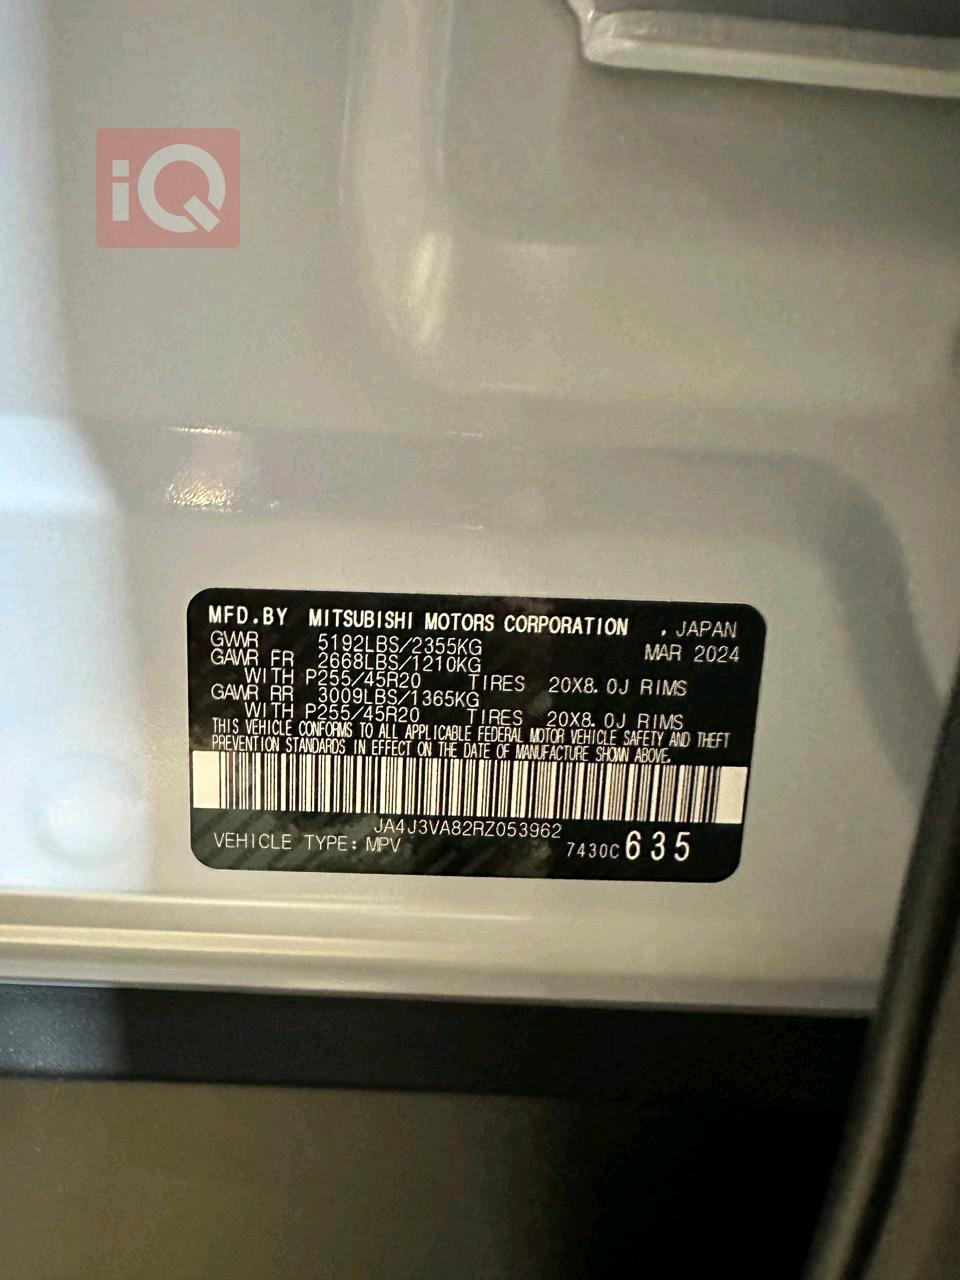 iQ
MFD.BY MITSUBISHI MOTORS CORPORATION , JAPAN
GVWR 5192LBS/2355KG MAR 2024
GAWR FR 2668LBS/1210KG
WITH P255/45R20 TIRES 20X8.0J RIMS
GAWR RR 3009LBS/1365KG
WITH P255/45R20 TIRES 20X8.0J RIMS
THIS VEHICLE CONFORMS TO ALL APPLICABLE FEDERAL MOTOR VEHICLE SAFETY AND THEFT
PREVENTION STANDARDS IN EFFECT ON THE DATE OF MANUFACTURE SHOWN ABOVE.
JA4J3VA82RZ053962
VEHICLE TYPE: MPV 7430C 635